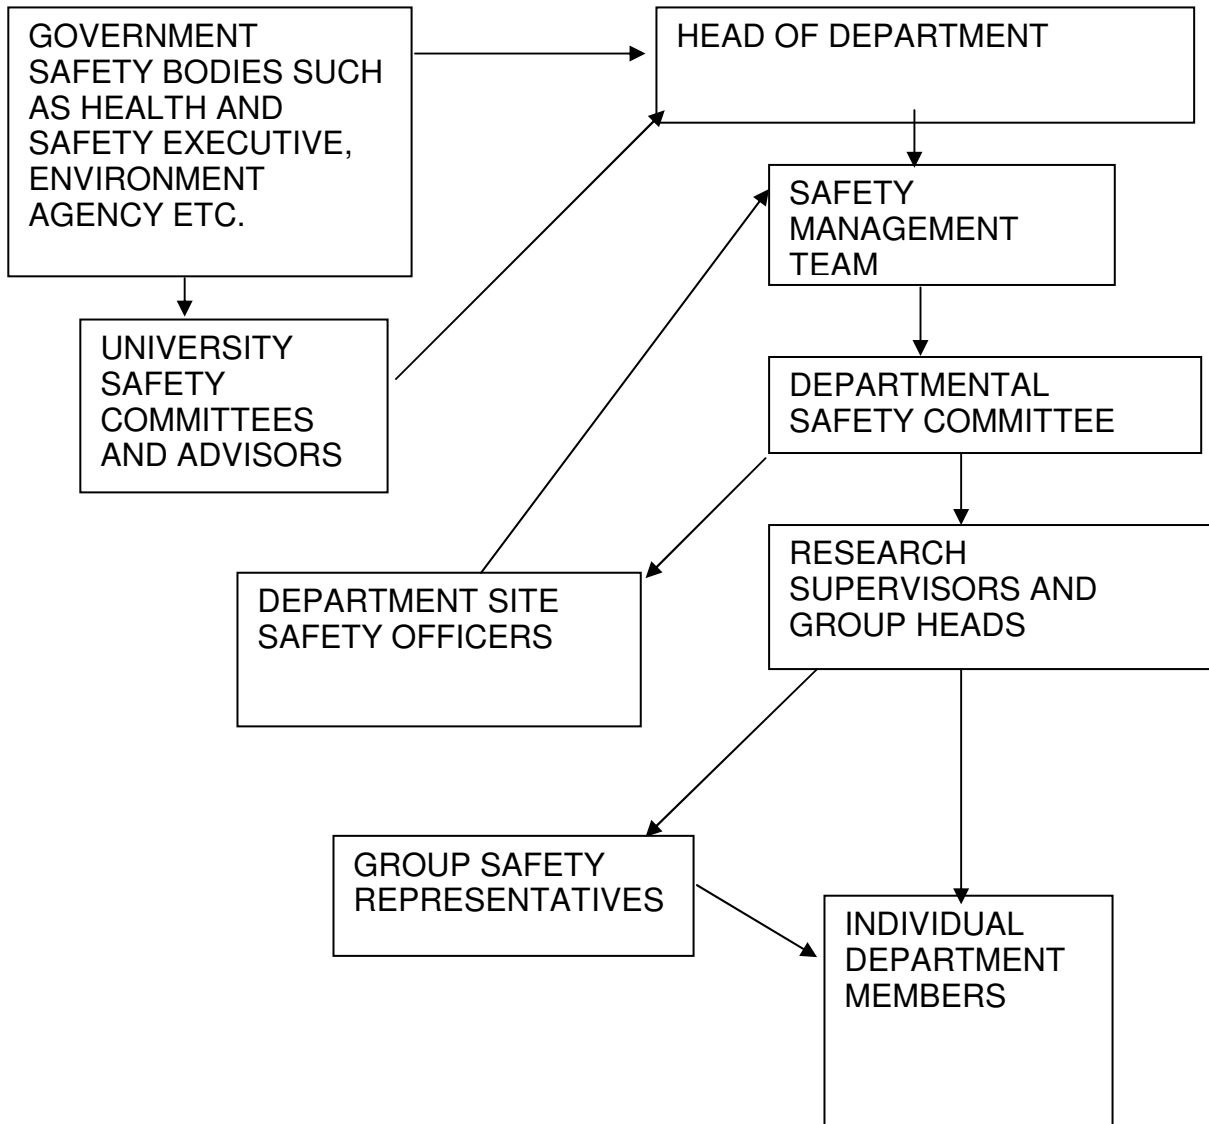 GOVERNMENT
SAFETY BODIES SUCH
AS HEALTH AND
SAFETY EXECUTIVE,
ENVIRONMENT
AGENCY ETC.
HEAD OF DEPARTMENT
SAFETY
MANAGEMENT
TEAM
UNIVERSITY
SAFETY
COMMITTEES
AND ADVISORS
DEPARTMENTAL
SAFETY COMMITTEE
RESEARCH
SUPERVISORS AND
GROUP HEADS
DEPARTMENT SITE
SAFETY OFFICERS
GROUP SAFETY
REPRESENTATIVES
INDIVIDUAL
DEPARTMENT
MEMBERS